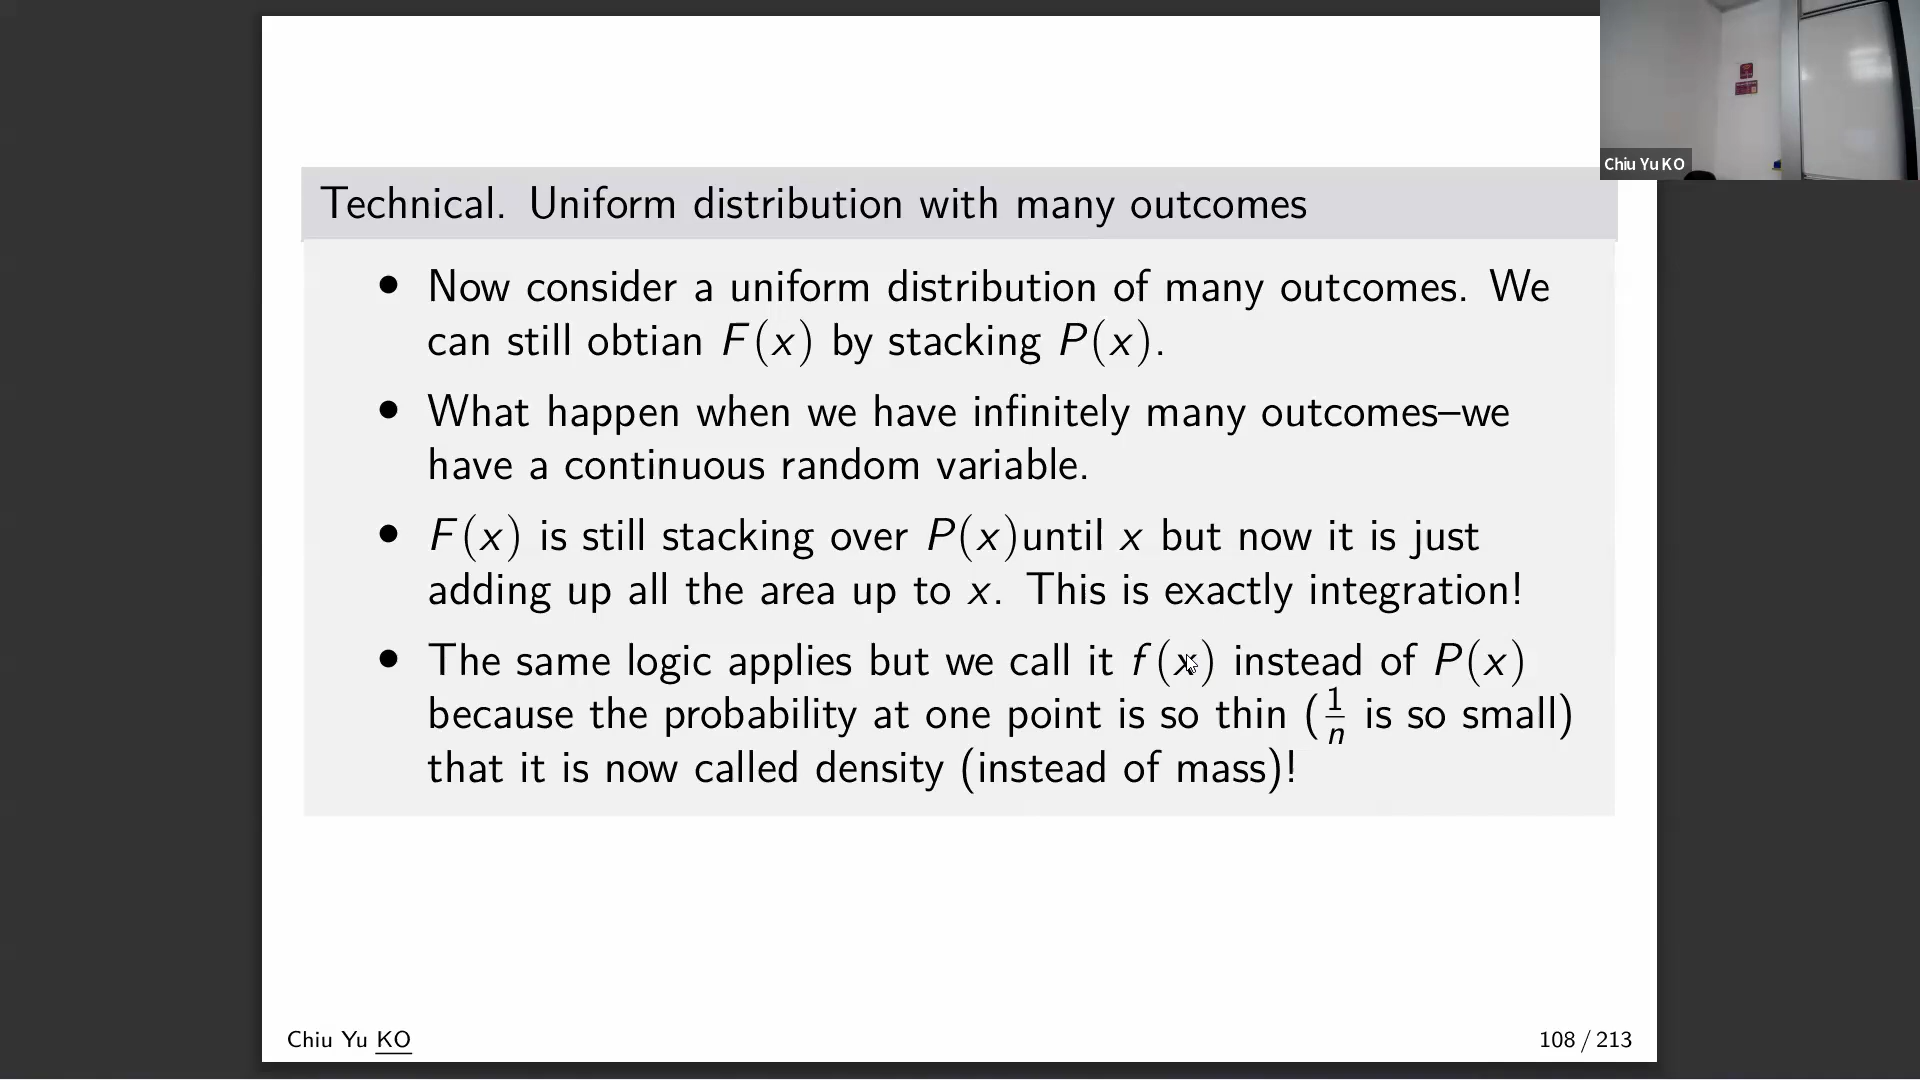 Chiu Yu KO
Technical. Uniform distribution with many outcomes
• Now consider a uniform distribution of many outcomes. We
can still obtian F(x) by stacking P(x).
• What happen when we have infinitely many outcomes–we
have a continuous random variable.
• F(x) is still stacking over P(x)until x but now it is just
adding up all the area up to x. This is exactly integration!
• The same logic applies but we call it f(x) instead of P(x)
because the probability at one point is so thin (1/n is so small)
that it is now called density (instead of mass)!
Chiu Yu KO
108 / 213